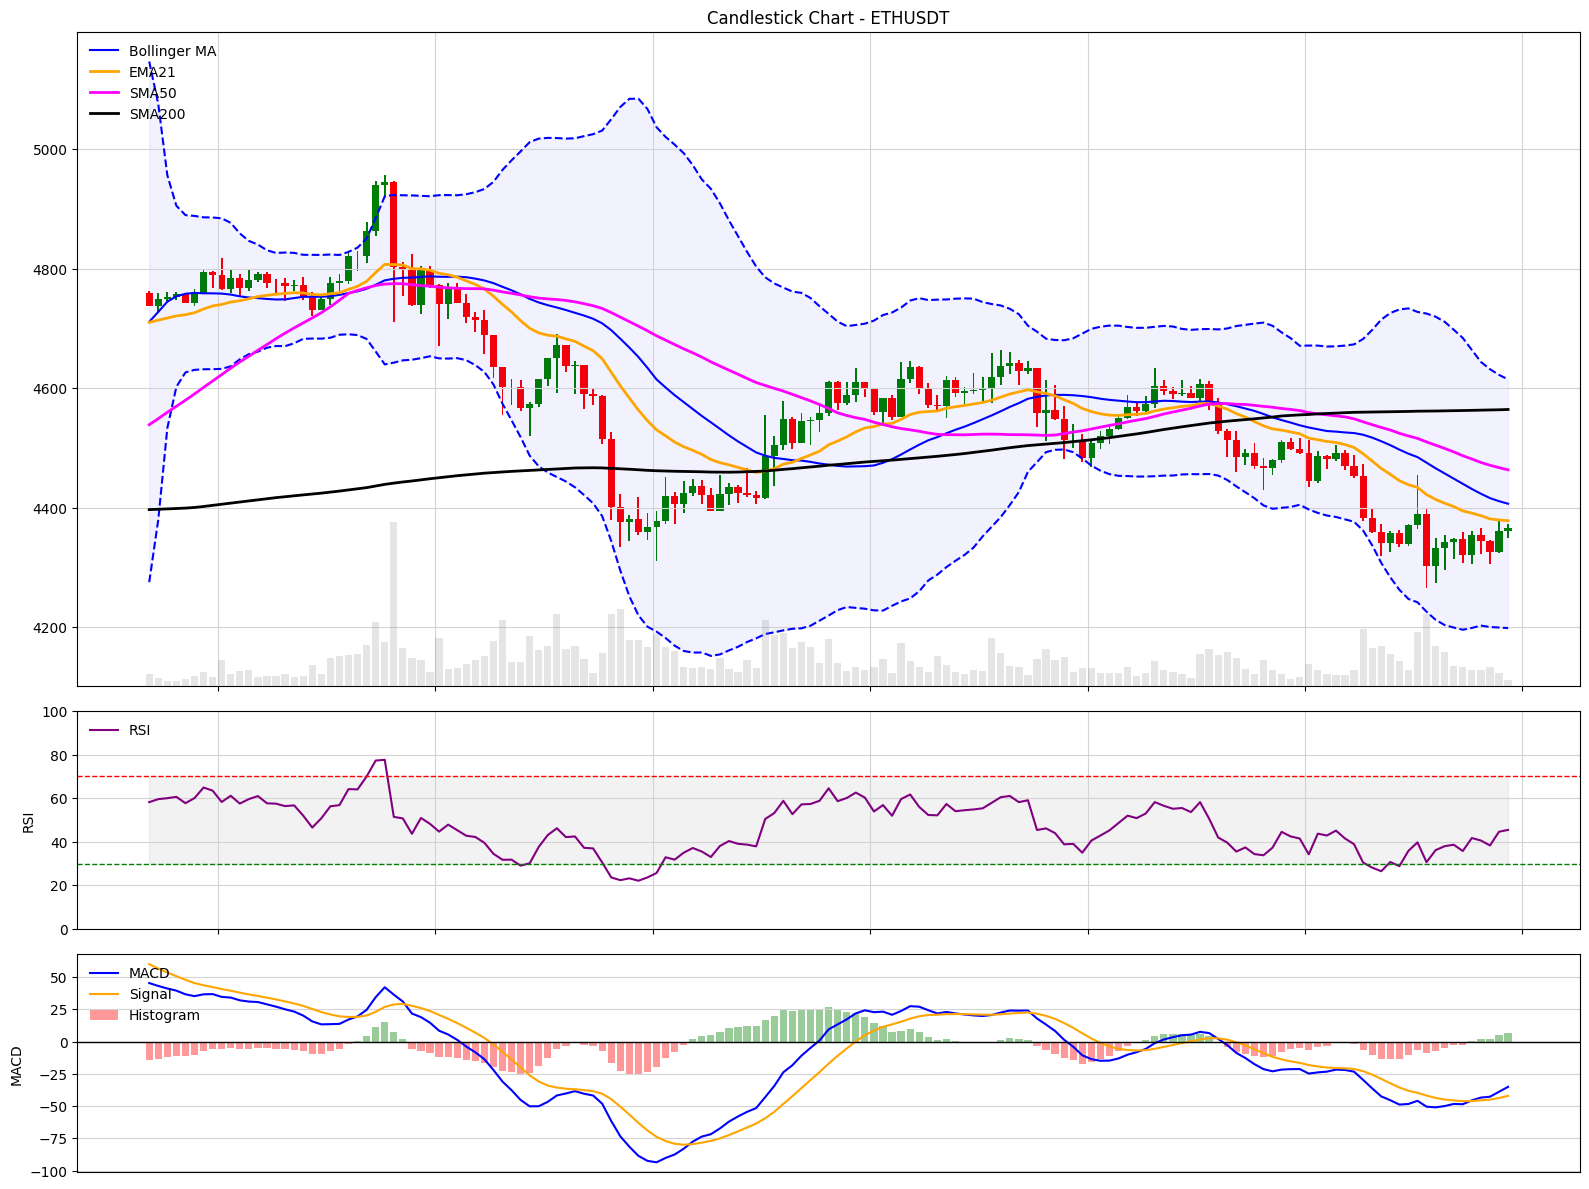 Candlestick Chart - ETHUSDT
Bollinger MA
EMA21
SMA50
SMA200
5000
4800
4600
4400
4200
100
80
60
40
20
0
RSI
RSI
50
25
0
−25
−50
−75
−100
MACD
MACD
Signal
Histogram